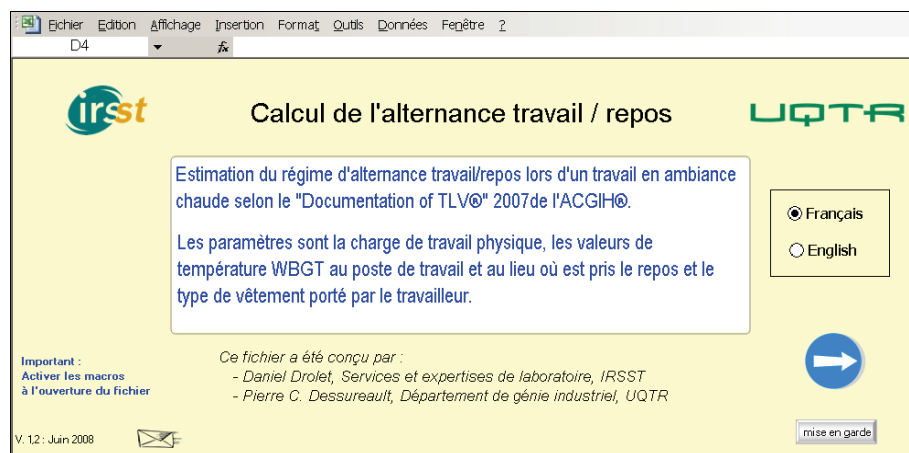 Fichier Edition Affichage Insertion Format Outils Données Fenêtre ?
D4 fx
irsst Calcul de l'alternance travail / repos UQTR
Estimation du régime d'alternance travail/repos lors d'un travail en ambiance
chaude selon le "Documentation of TLV®" 2007de l'ACGIH®.
Les paramètres sont la charge de travail physique, les valeurs de
température WBGT au poste de travail et au lieu où est pris le repos et le
type de vêtement porté par le travailleur.
Français
English
Important :
Activer les macros
à l'ouverture du fichier
Ce fichier a été conçu par :
- Daniel Drolet, Services et expertises de laboratoire, IRSST
- Pierre C. Dessureault, Département de génie industriel, UQTR
V. 1,2 : Juin 2008
mise en garde